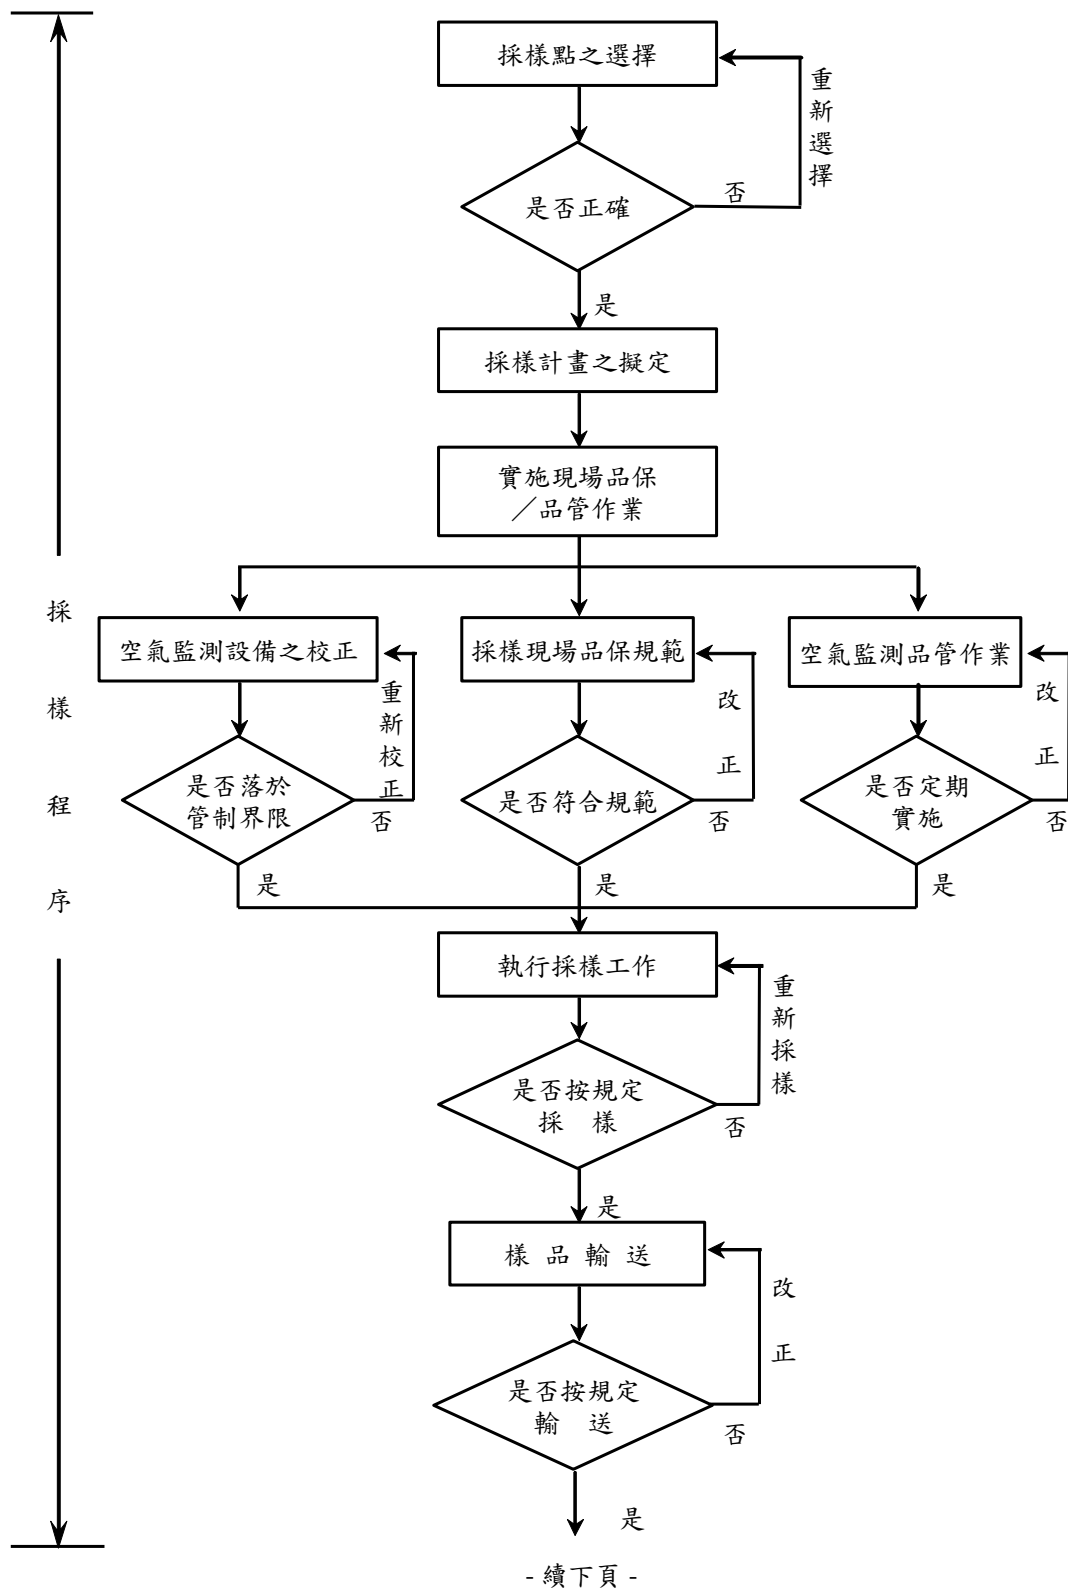 採樣點之選擇
重新選擇
是否正確
否
是
採樣計畫之擬定
實施現場品保
／品管作業
採樣程序
空氣監測設備之校正
重新校正
是否落於
管制界限
否
是
採樣現場品保規範
改正
是否符合規範
否
是
空氣監測品管作業
改正
是否定期
實施
否
是
執行採樣工作
重新採樣
是否按規定
採　樣
否
是
樣 品 輸 送
改正
是否按規定
輸　送
否
是
- 續下頁 -